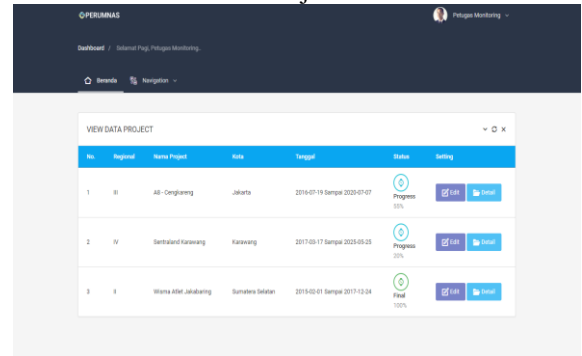 PERUMNAS
Petugas Monitoring
Dashboard / Selamat Pagi, Petugas Monitoring.
Beranda Navigation
VIEW DATA PROJECT
No. Regional Nama Project Kota Tanggal Status Setting
1 III A8 - Cengkareng Jakarta 2016-07-19 Sampai 2020-07-07 Progress 55% Edit Detail
2 IV Sentraland Karawang Karawang 2017-03-17 Sampai 2025-05-25 Progress 20% Edit Detail
3 II Wisma Atlet Jakabaring Sumatera Selatan 2015-02-01 Sampai 2017-12-24 Final 100% Edit Detail